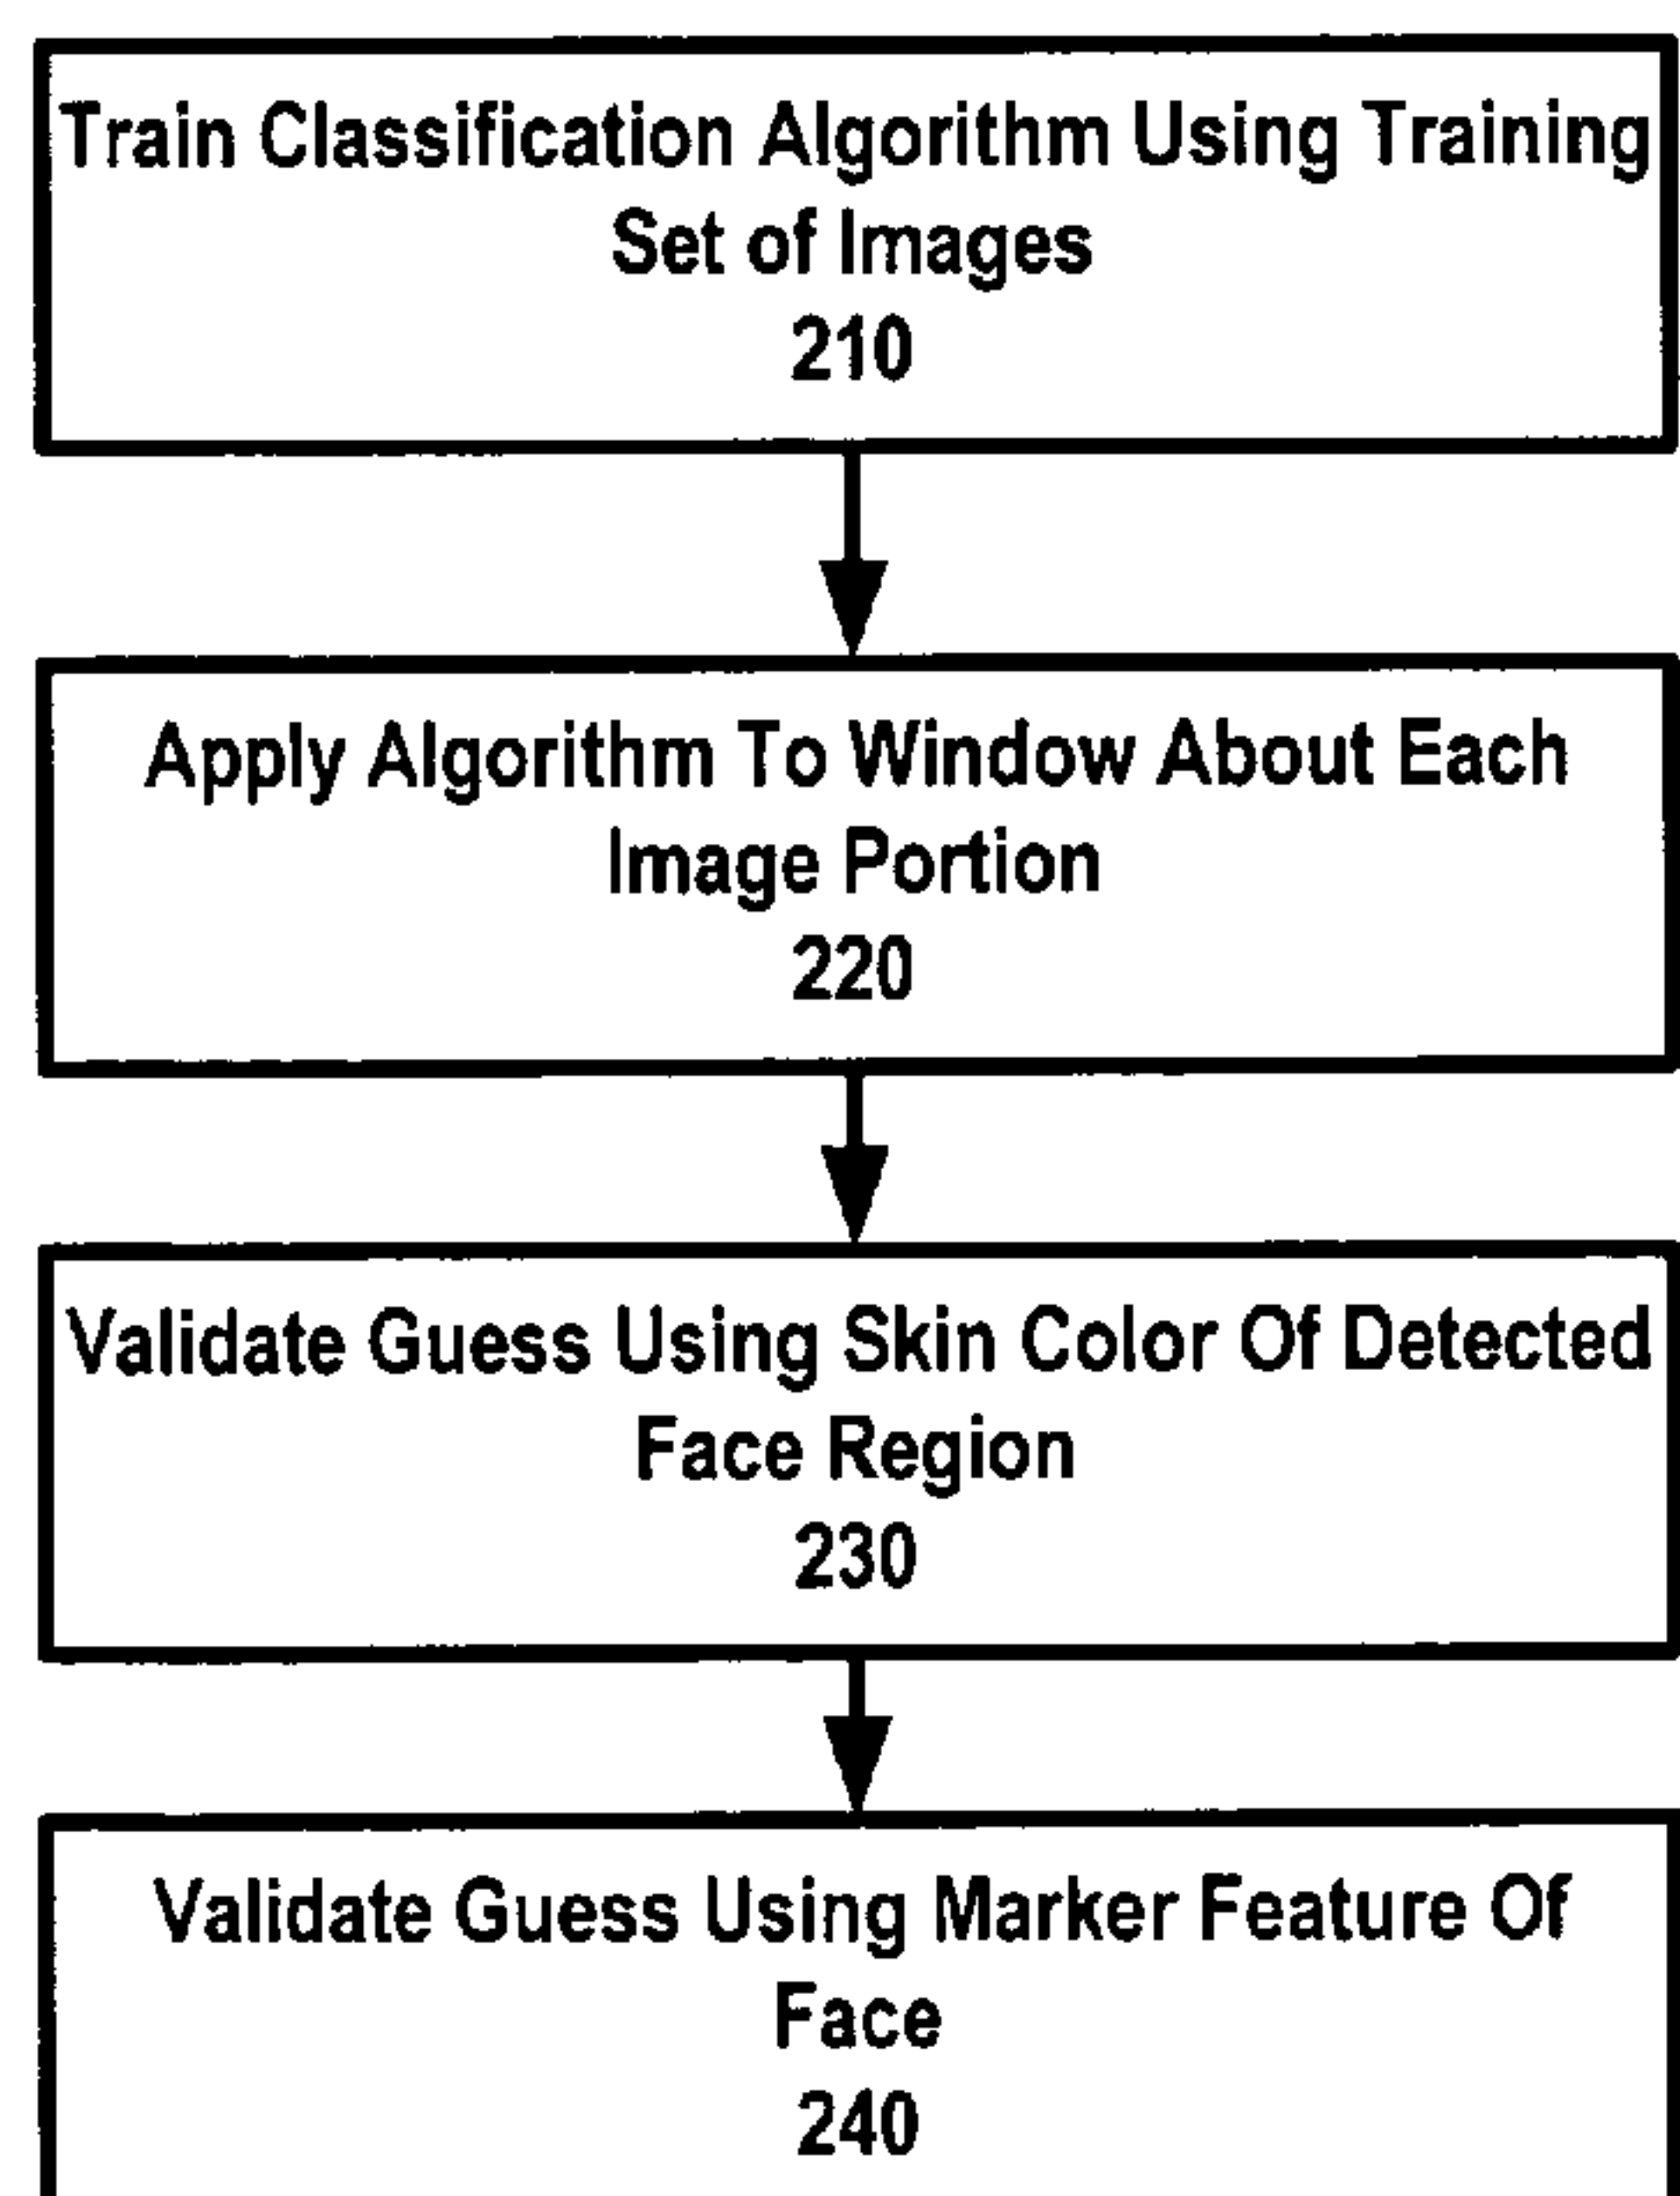 Train Classification Algorithm Using Training
Set of Images
210
Apply Algorithm To Window About Each
Image Portion
220
Validate Guess Using Skin Color Of Detected
Face Region
230
Validate Guess Using Marker Feature Of
Face
240